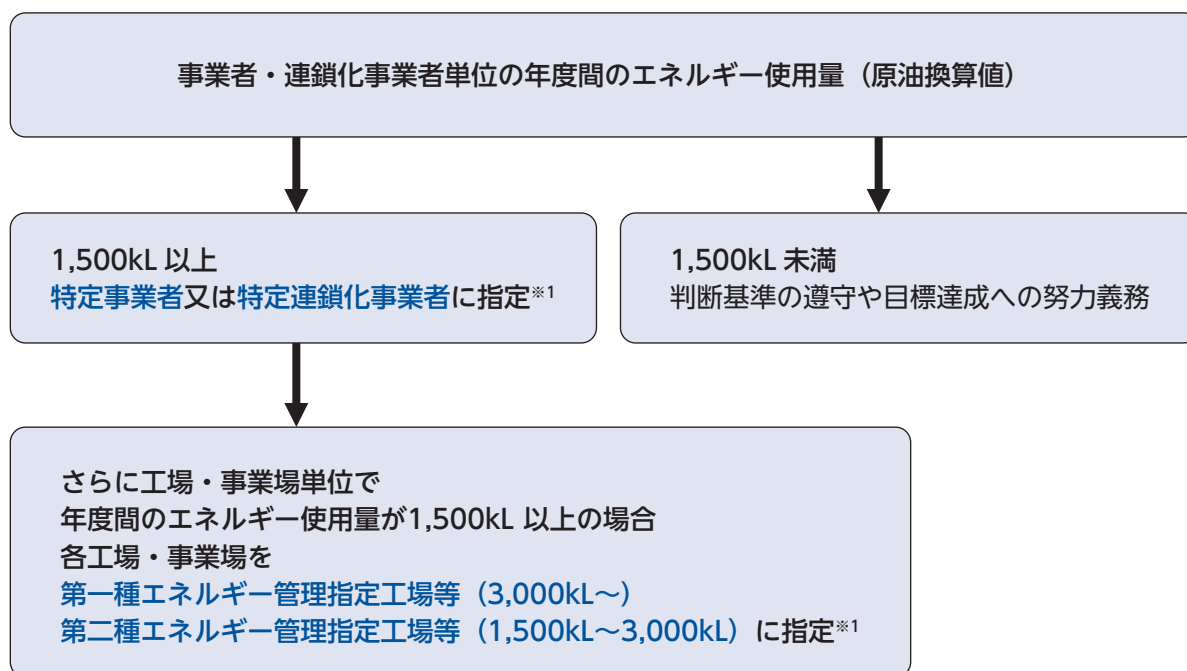 事業者・連鎖化事業者単位の年度間のエネルギー使用量（原油換算値）
1,500kL 以上
特定事業者又は特定連鎖化事業者に指定※1
1,500kL 未満
判断基準の遵守や目標達成への努力義務
さらに工場・事業場単位で
年度間のエネルギー使用量が1,500kL 以上の場合
各工場・事業場を
第一種エネルギー管理指定工場等（3,000kL～）
第二種エネルギー管理指定工場等（1,500kL～3,000kL）に指定※1